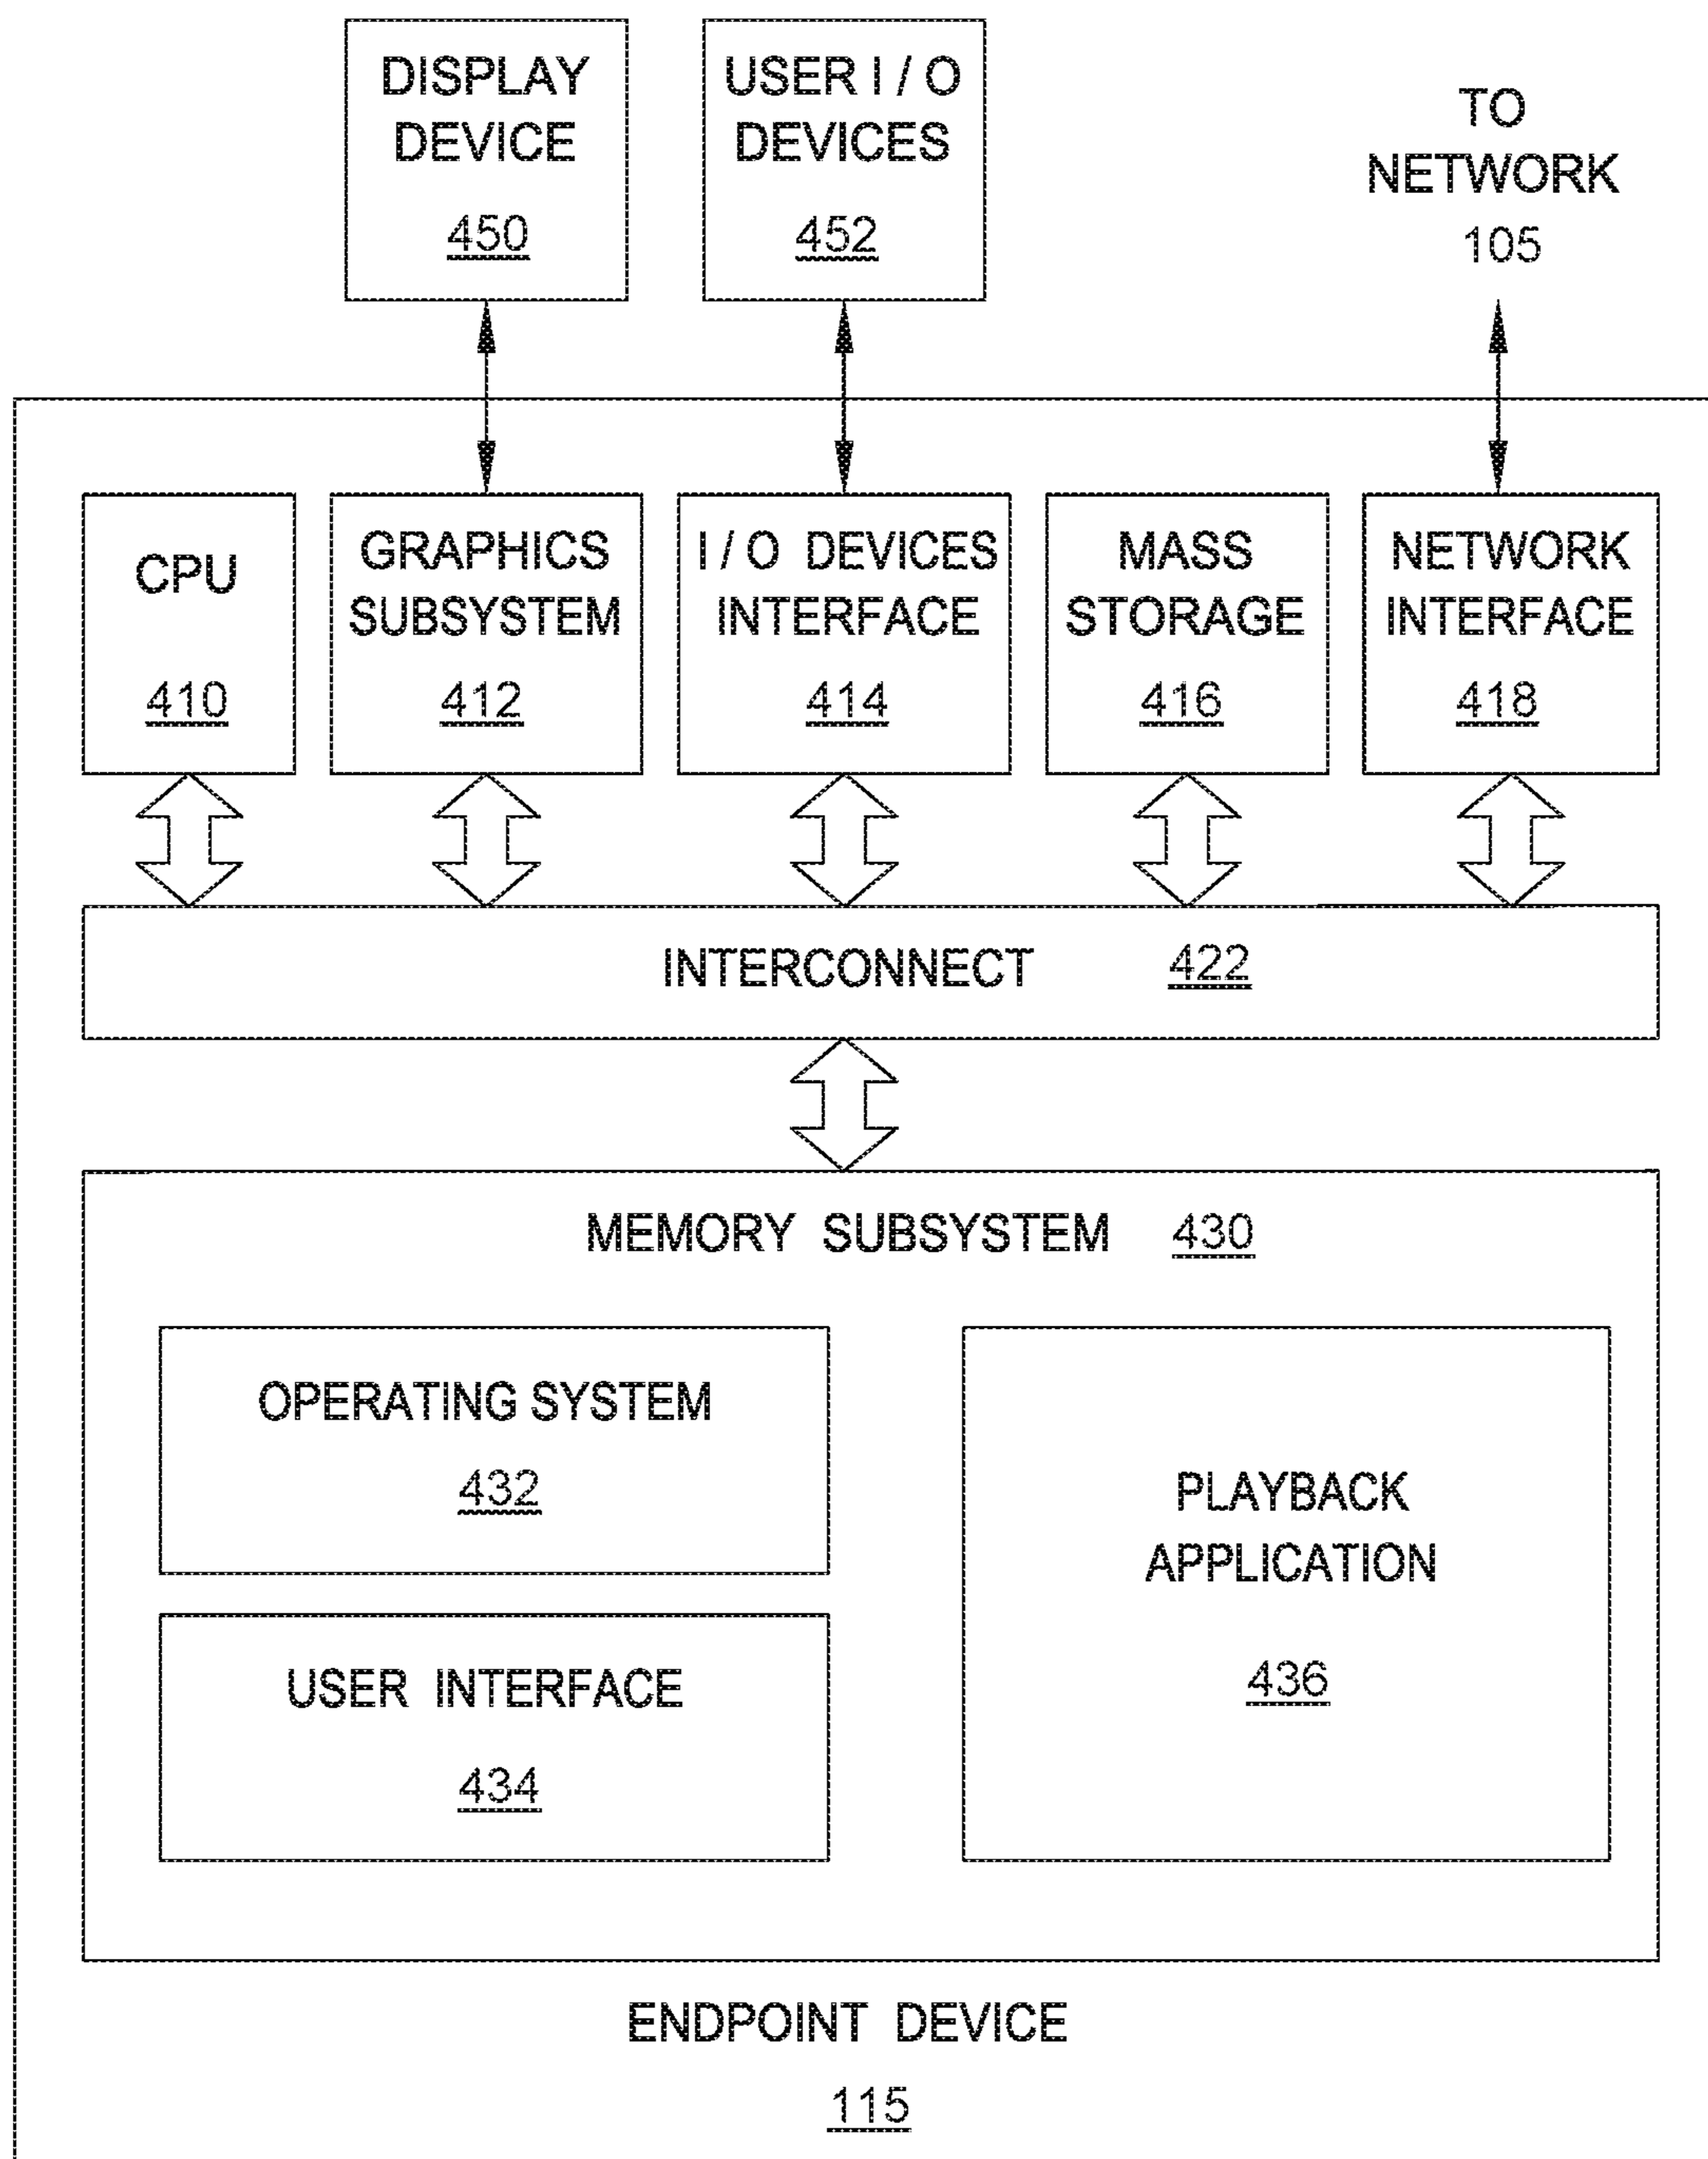 DISPLAY
DEVICE
450
USER I / O
DEVICES
452
TO
NETWORK
105
CPU
410
GRAPHICS
SUBSYSTEM
412
I / O DEVICES
INTERFACE
414
MASS
STORAGE
416
NETWORK
INTERFACE
418
INTERCONNECT 422
MEMORY SUBSYSTEM 430
OPERATING SYSTEM
432
USER INTERFACE
434
PLAYBACK
APPLICATION
436
ENDPOINT DEVICE
115